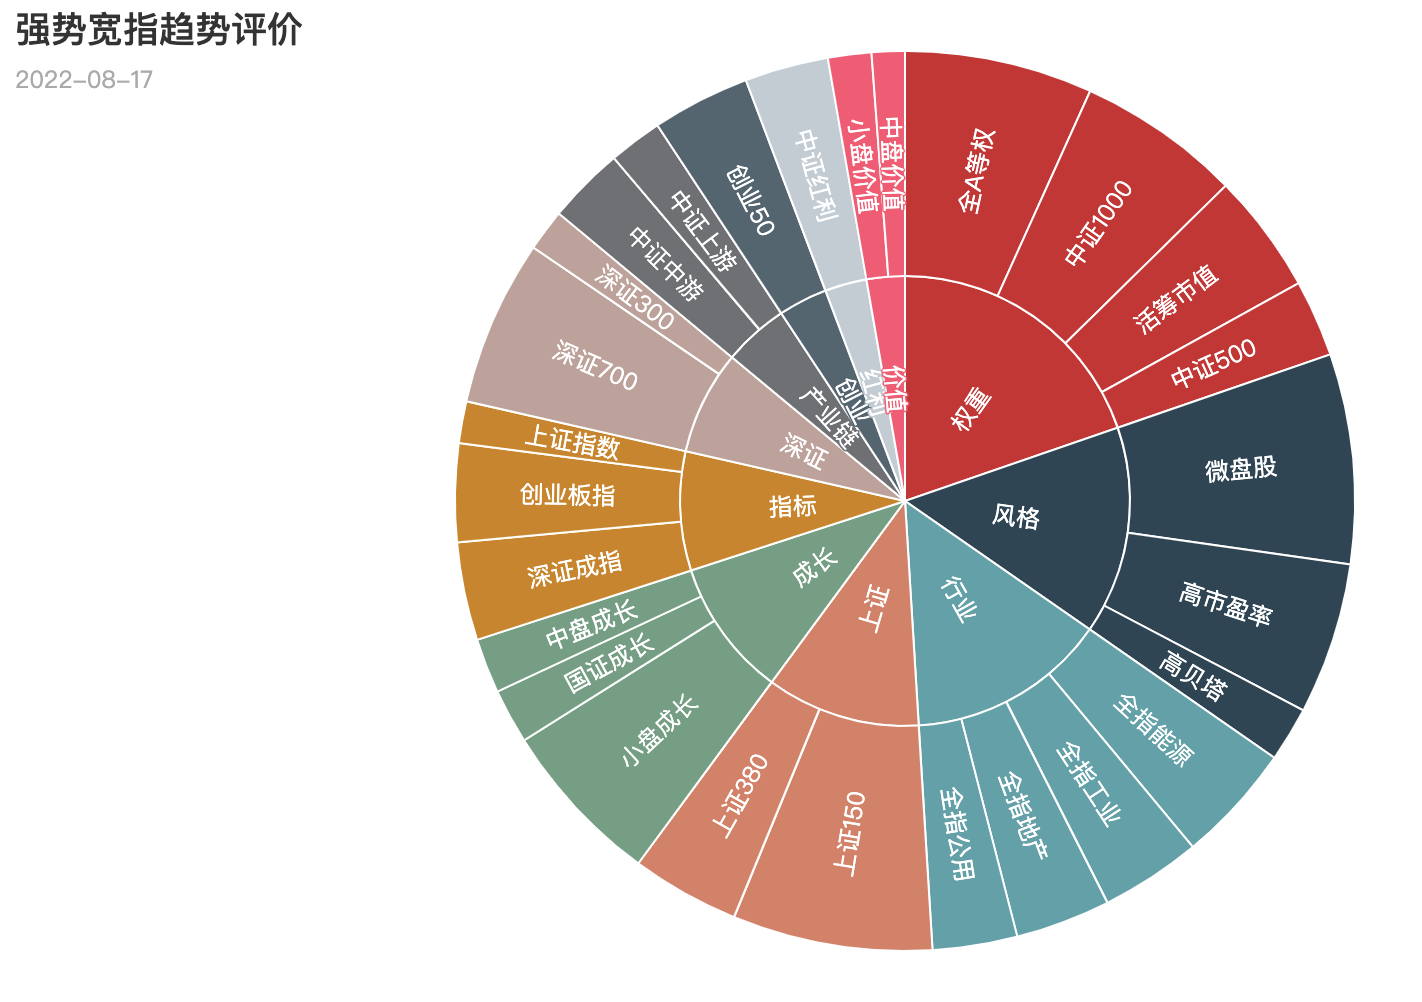 强势宽指趋势评价
2022-08-17
权重
全A等权
中证1000
活筹市值
中证500
风格
微盘股
高市盈率
高贝塔
行业
全指能源
全指工业
全指地产
全指公用
上证
上证150
上证380
成长
小盘成长
国证成长
中盘成长
指标
深证成指
创业板指
上证指数
深证
深证700
深证300
产业链
中证中游
中证上游
创业
创业50
红利
中证红利
价值
小盘价值
中盘价值